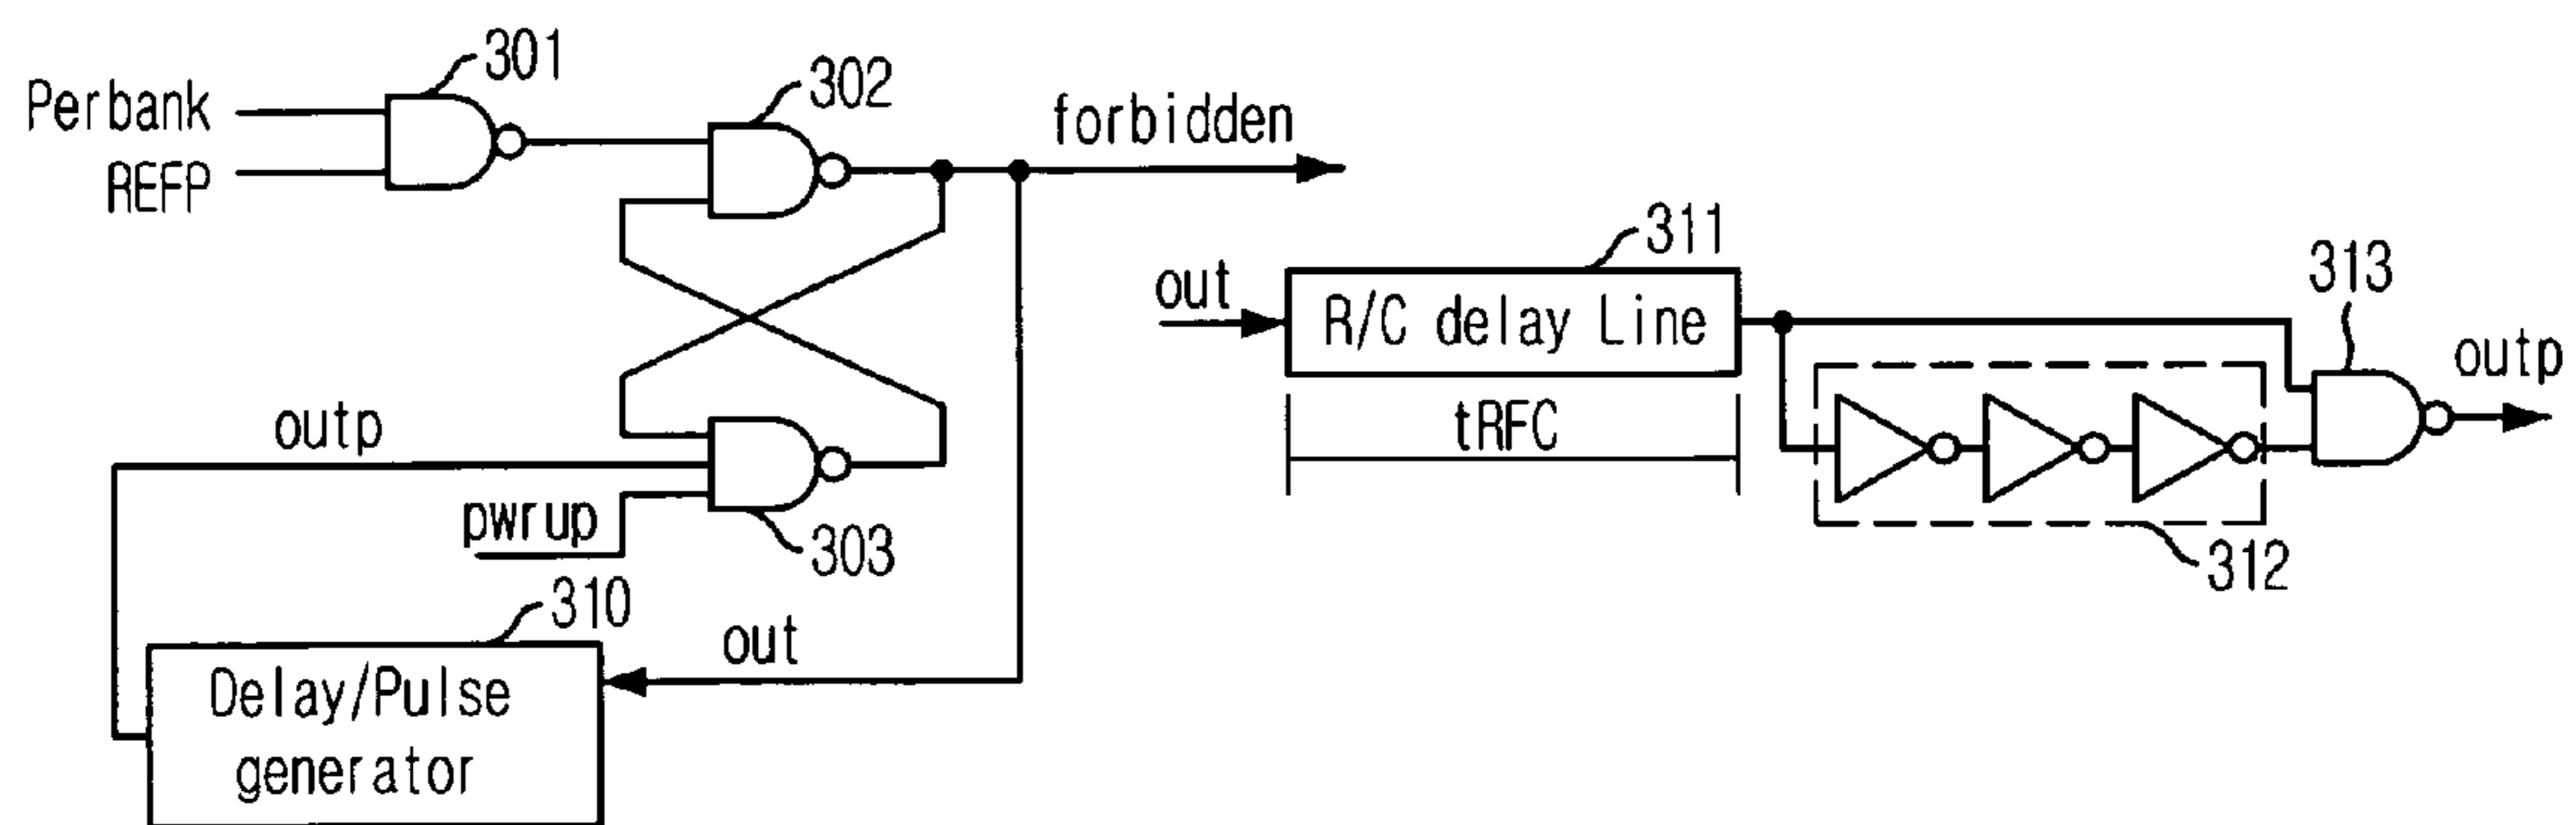 Perbank
REFP
301
302
forbidden
outp
pwrup
303
310
Delay/Pulse
generator
out
out
311
R/C delay Line
tRFC
312
313
outp